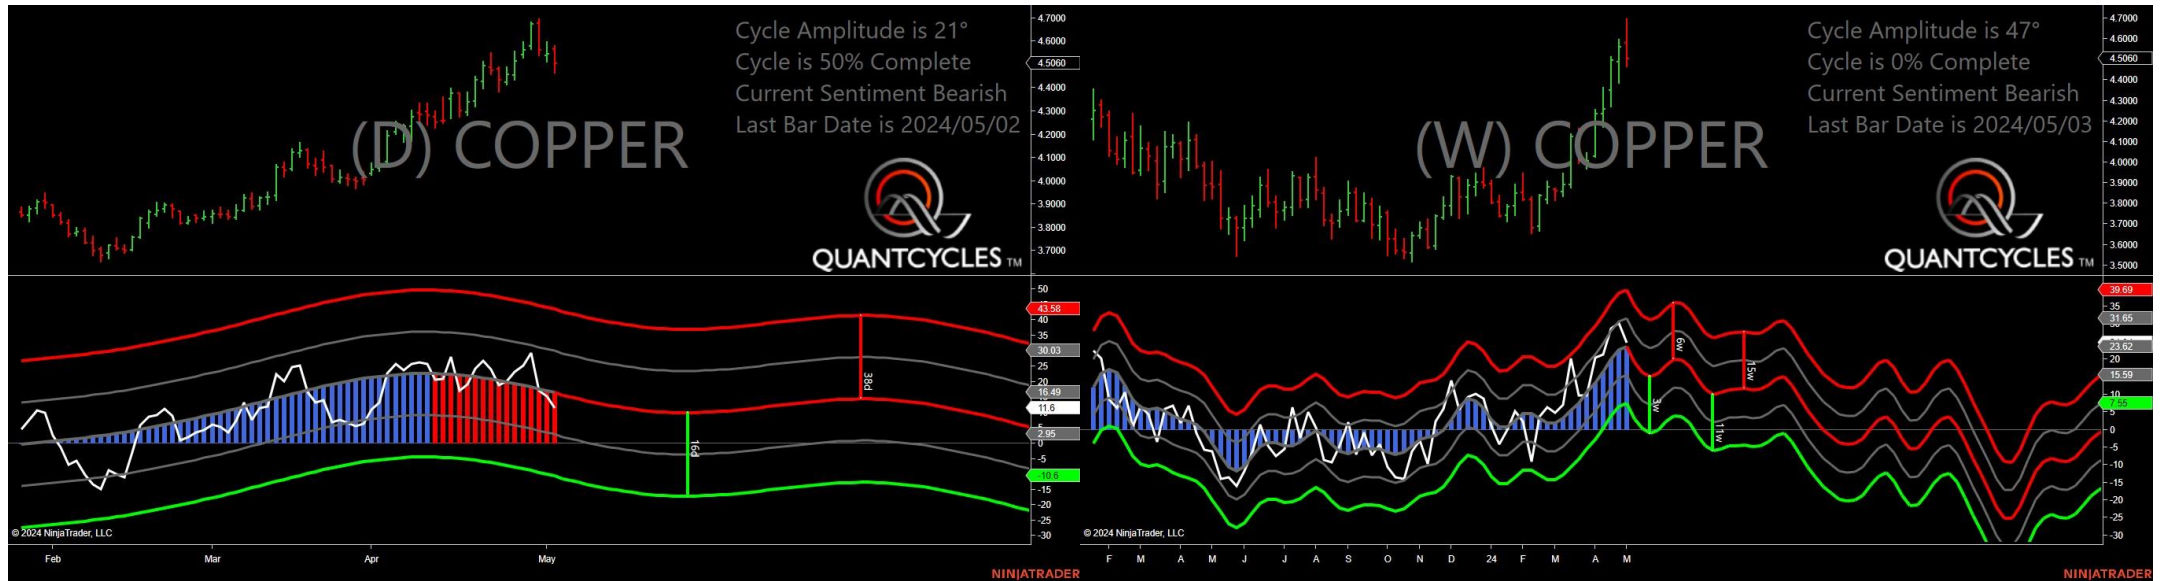 Cycle Amplitude is 21°
Cycle is 50% Complete
Current Sentiment Bearish
Last Bar Date is 2024/05/02
(D) COPPER
QUANTCYCLES TM
4.7000
4.6000
4.5060
4.4000
4.3000
4.2000
4.1000
4.0000
3.9000
3.8000
3.7000
50
43.58
40
35
30.03
25
20
16.49
11.6
2.95
0
-5
-10.6
-15
-20
-25
-30
38d
16d
© 2024 NinjaTrader, LLC
Feb Mar Apr May
NINJATRADER
Cycle Amplitude is 47°
Cycle is 0% Complete
Current Sentiment Bearish
Last Bar Date is 2024/05/03
(W) COPPER
QUANTCYCLES TM
4.7000
4.6000
4.5060
4.4000
4.3000
4.2000
4.1000
4.0000
3.9000
3.8000
3.7000
3.6000
3.5000
39.69
35
31.65
23.62
20
15.59
10
7.55
5
0
-5
-10
-15
-20
-25
-30
6w
15w
3w
11w
© 2024 NinjaTrader, LLC
F M A M J J A S O N D 24 F M A M
NINJATRADER